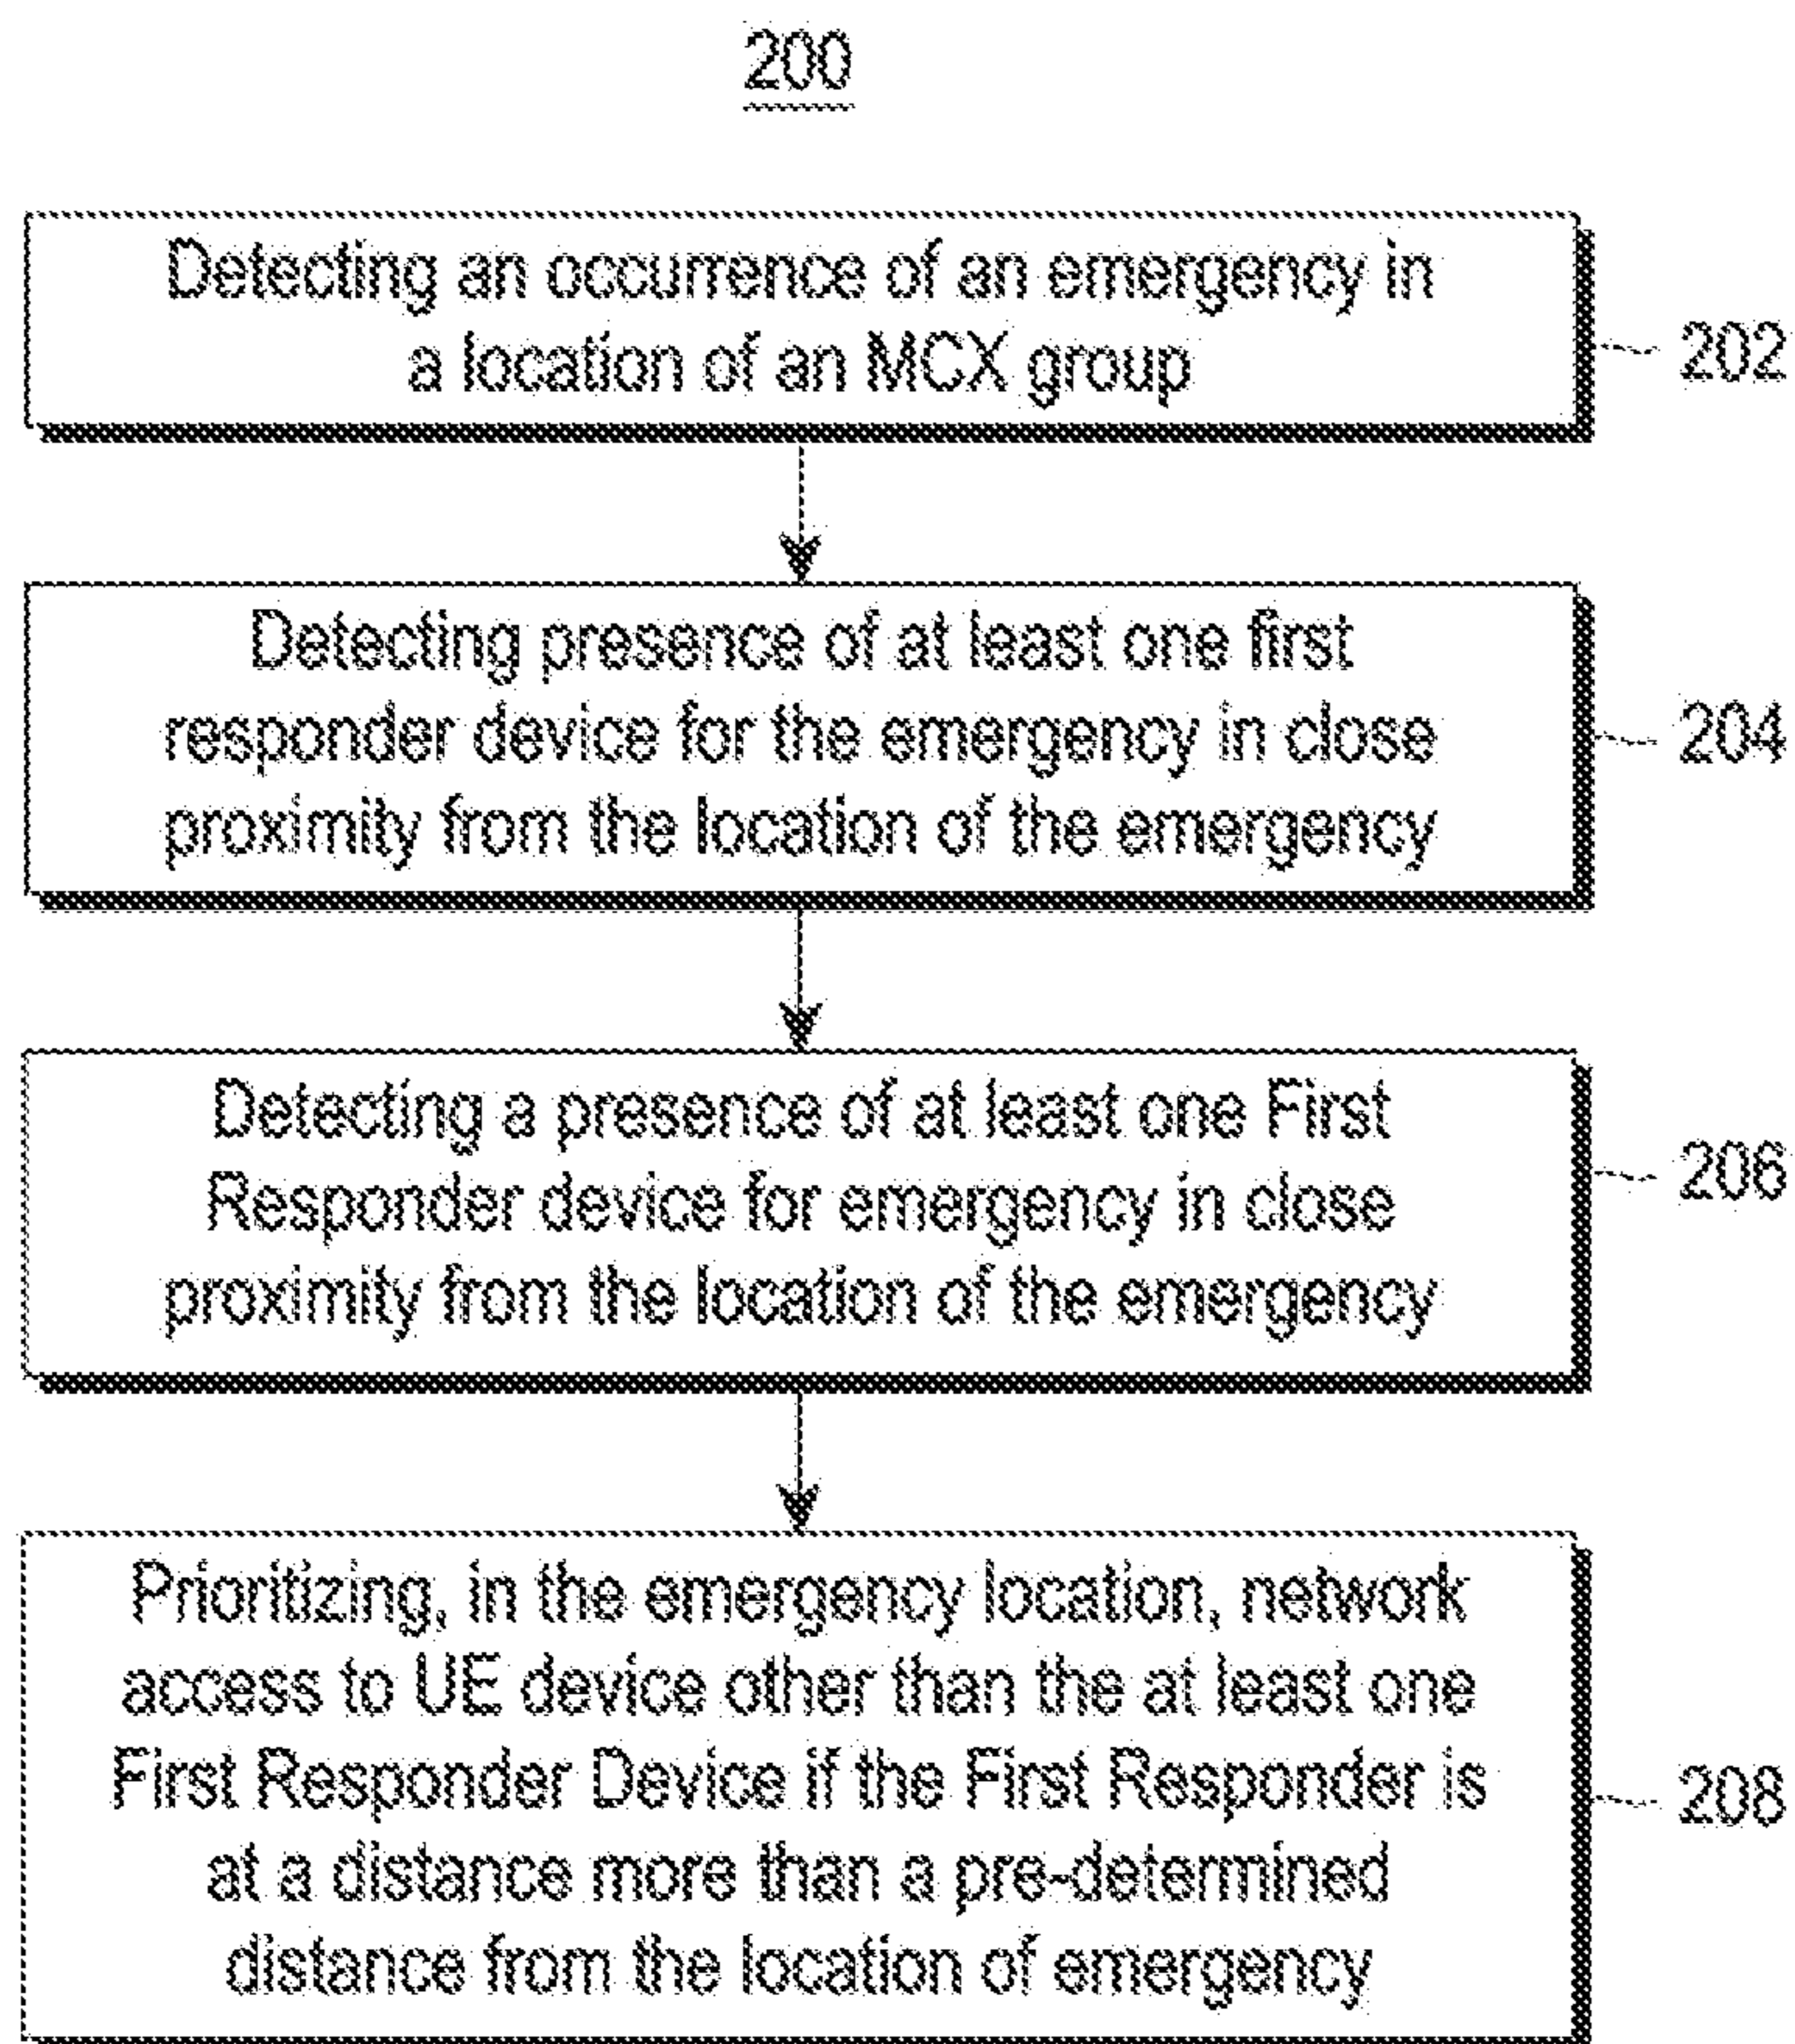 200
Detecting an occurrence of an emergency in
a location of an MCX group
202
Detecting presence of at least one first
responder device for the emergency in close
proximity from the location of the emergency
204
Detecting a presence of at least one First
Responder device for emergency in close
proximity from the location of the emergency
206
Prioritizing, in the emergency location, network
access to UE device other than the at least one
First Responder Device if the First Responder is
at a distance more than a pre-determined
distance from the location of emergency
208